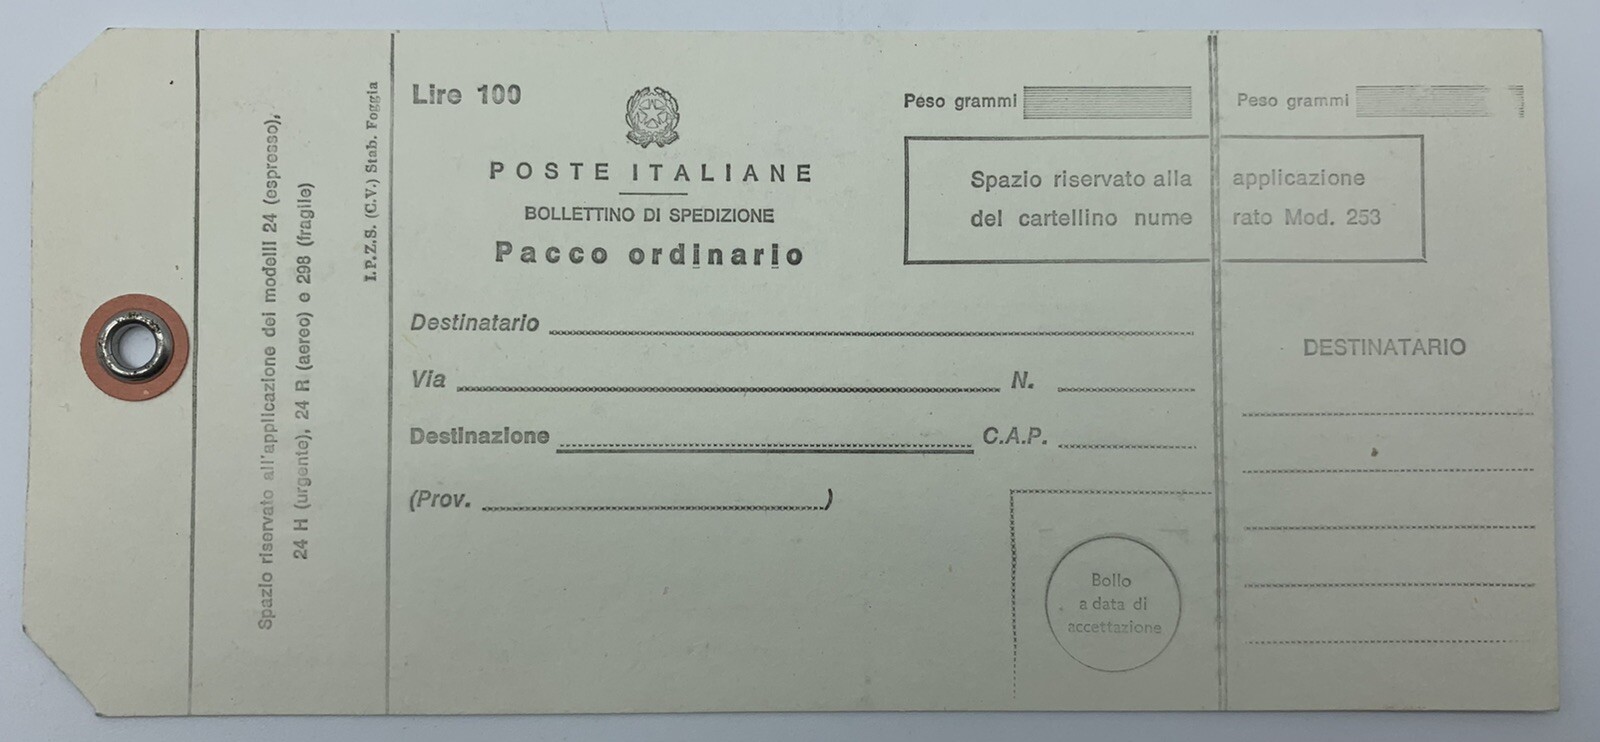 Spazio riservato all'applicazione dei modelli 24 (espresso),
24 H (urgente), 24 R (aereo) e 298 (fragile)
I.P.Z.S. (C.V.) Stab. Foggia
Lire 100
POSTE ITALIANE
BOLLETTINO DI SPEDIZIONE
Pacco ordinario
Peso grammi
Peso grammi
Spazio riservato alla applicazione
del cartellino nume rato Mod. 253
Destinatario
Via N.
Destinazione C.A.P.
(Prov. )
Bollo
a data di
accettazione
DESTINATARIO